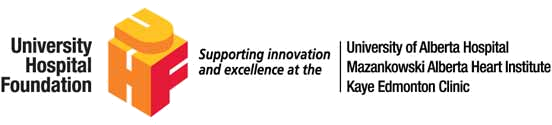 University
Hospital
Foundation
UHF
Supporting innovation
and excellence at the
University of Alberta Hospital
Mazankowski Alberta Heart Institute
Kaye Edmonton Clinic